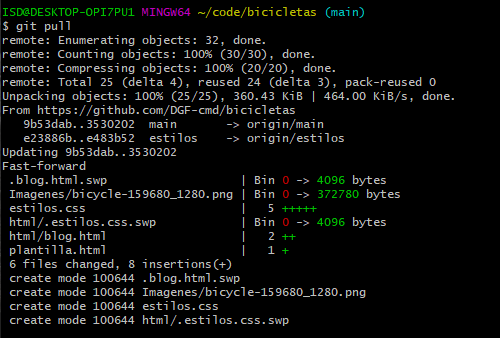 ISD@DESKTOP-OPI7PU1 MINGW64 ~/code/bicicletas (main)
$ git pull
remote: Enumerating objects: 32, done.
remote: Counting objects: 100% (30/30), done.
remote: Compressing objects: 100% (20/20), done.
remote: Total 25 (delta 4), reused 24 (delta 3), pack-reused 0
Unpacking objects: 100% (25/25), 360.43 KiB | 464.00 KiB/s, done.
From https://github.com/DGF-cmd/bicicletas
   9b53dab..3530202  main       -> origin/main
   e23886b..e483b52  estilos    -> origin/estilos
Updating 9b53dab..3530202
Fast-forward
 .blog.html.swp                   | Bin 0 -> 4096 bytes
 Imagenes/bicycle-159680_1280.png | Bin 0 -> 372780 bytes
 estilos.css                      |   5 +++++
 html/.estilos.css.swp            | Bin 0 -> 4096 bytes
 html/blog.html                   |   2 ++
 plantilla.html                   |   1 +
 6 files changed, 8 insertions(+)
 create mode 100644 .blog.html.swp
 create mode 100644 Imagenes/bicycle-159680_1280.png
 create mode 100644 estilos.css
 create mode 100644 html/.estilos.css.swp